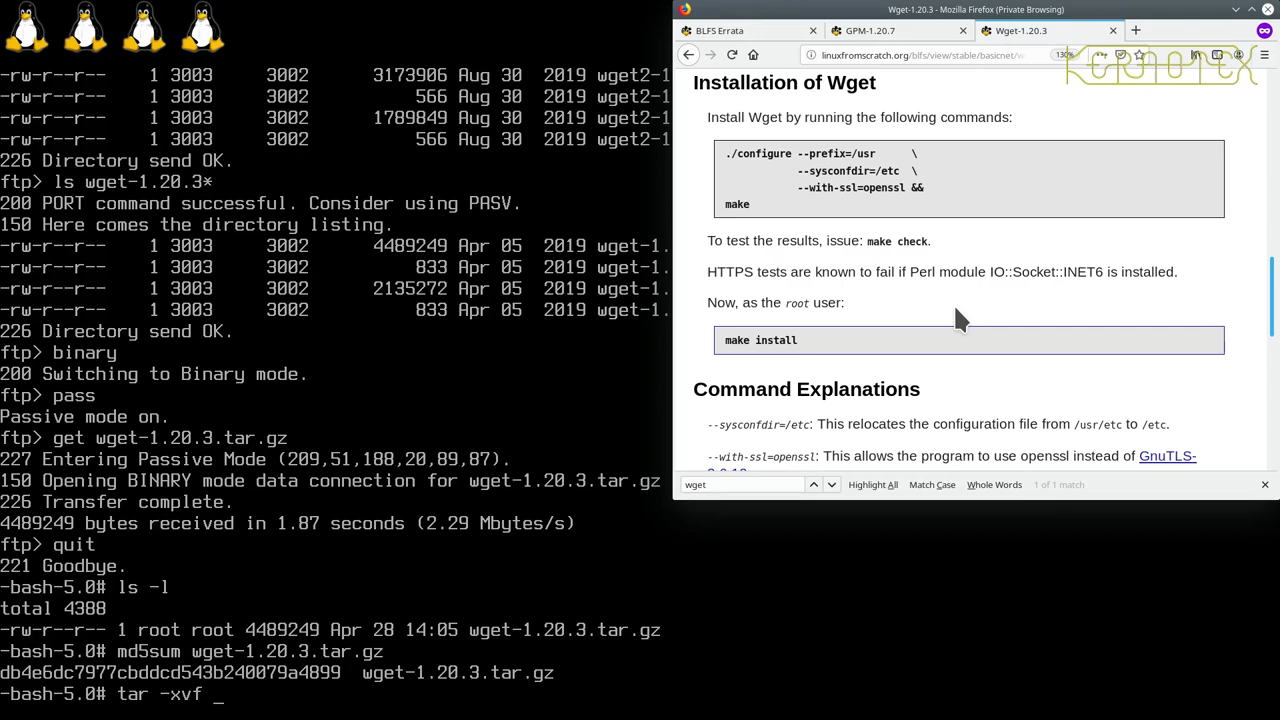 -rw-r--r-- 1 3003 3002 3173906 Aug 30 2019 wget2-1
-rw-r--r-- 1 3003 3002 566 Aug 30 2019 wget2-1
-rw-r--r-- 1 3003 3002 1789849 Aug 30 2019 wget2-1
-rw-r--r-- 1 3003 3002 566 Aug 30 2019 wget2-1
226 Directory send OK.
ftp> ls wget-1.20.3*
200 PORT command successful. Consider using PASV.
150 Here comes the directory listing.
-rw-r--r-- 1 3003 3002 4489249 Apr 05 2019 wget-1.
-rw-r--r-- 1 3003 3002 833 Apr 05 2019 wget-1.
-rw-r--r-- 1 3003 3002 2135272 Apr 05 2019 wget-1.
-rw-r--r-- 1 3003 3002 833 Apr 05 2019 wget-1.
226 Directory send OK.
ftp> binary
200 Switching to Binary mode.
ftp> pass
Passive mode on.
ftp> get wget-1.20.3.tar.gz
227 Entering Passive Mode (209,51,188,20,89,87).
150 Opening BINARY mode data connection for wget-1.20.3.tar.gz
226 Transfer complete.
4489249 bytes received in 1.87 seconds (2.29 Mbytes/s)
ftp> quit
221 Goodbye.
-bash-5.0# ls -l
total 4388
-rw-r--r-- 1 root root 4489249 Apr 28 14:05 wget-1.20.3.tar.gz
-bash-5.0# md5sum wget-1.20.3.tar.gz
db4e6dc7977cbddcd543b240079a4899 wget-1.20.3.tar.gz
-bash-5.0# tar -xvf _
Wget-1.20.3 - Mozilla Firefox (Private Browsing)
BLFS Errata
GPM-1.20.7
Wget-1.20.3
linuxfromscratch.org/blfs/view/stable/basicnet/w
130%
KERNOTEX
Installation of Wget
Install Wget by running the following commands:
./configure --prefix=/usr \
--sysconfdir=/etc \
--with-ssl=openssl &&
make
To test the results, issue: make check.
HTTPS tests are known to fail if Perl module IO::Socket::INET6 is installed.
Now, as the root user:
make install
Command Explanations
--sysconfdir=/etc: This relocates the configuration file from /usr/etc to /etc.
--with-ssl=openssl: This allows the program to use openssl instead of GnuTLS-
wget
Highlight All
Match Case
Whole Words
1 of 1 match